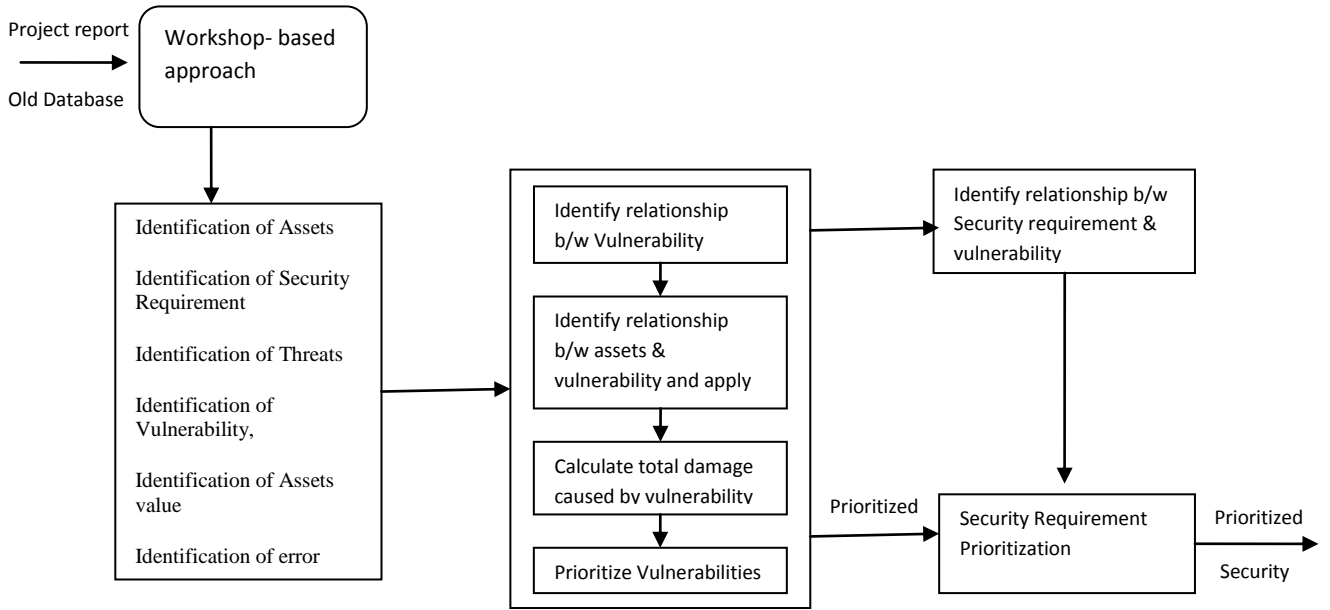 Project report
Old Database
Workshop- based
approach
Identification of Assets
Identification of Security
Requirement
Identification of Threats
Identification of
Vulnerability,
Identification of Assets
value
Identification of error
Identify relationship
b/w Vulnerability
Identify relationship
b/w assets &
vulnerability and apply
Calculate total damage
caused by vulnerability
Prioritize Vulnerabilities
Identify relationship b/w
Security requirement &
vulnerability
Prioritized
Security Requirement
Prioritization
Prioritized
Security